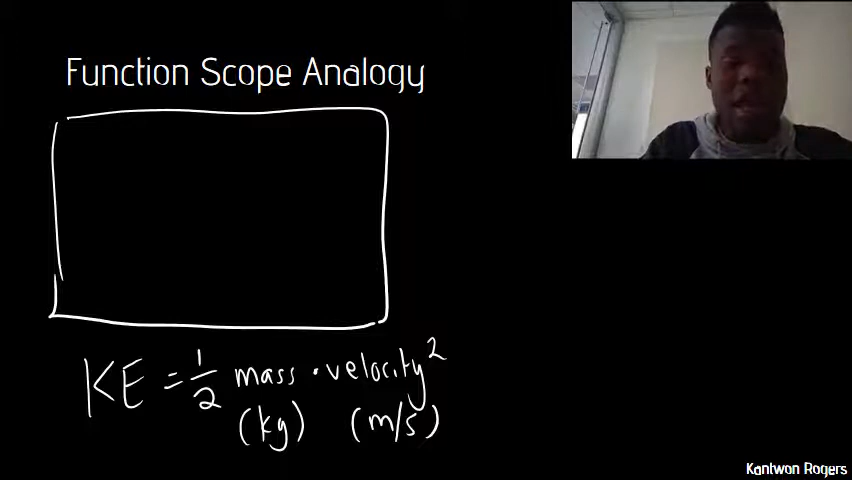 Function Scope Analogy
KE = 1/2 mass · velocity²
(kg) (m/s)
Kantwon Rogers